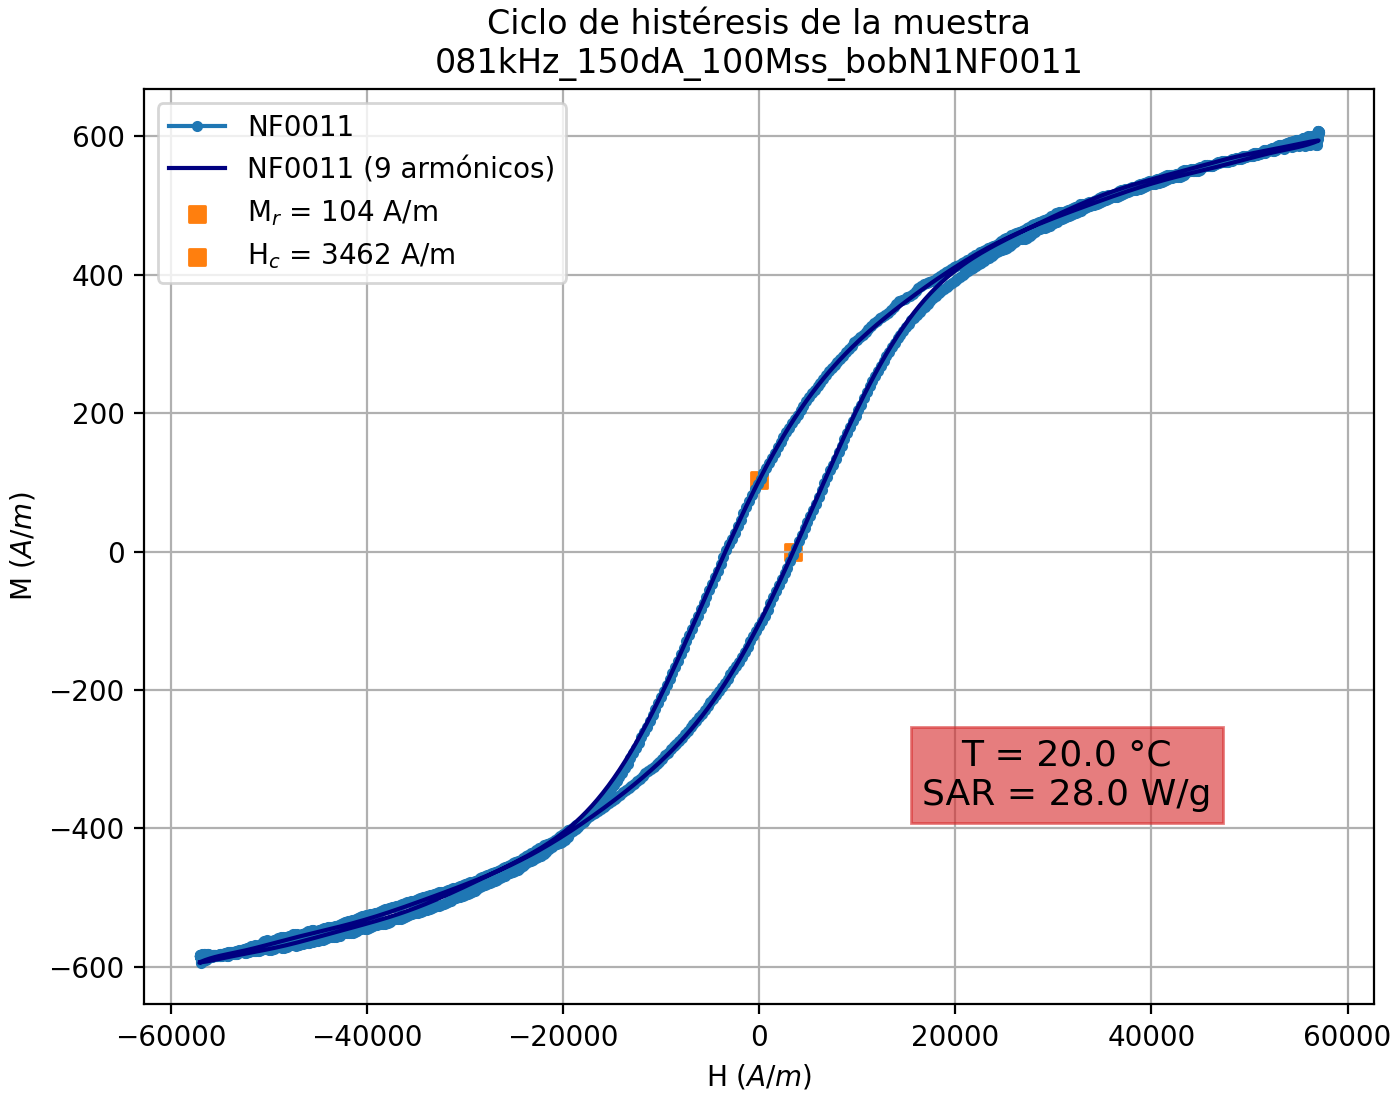 Ciclo de histéresis de la muestra
081kHz_150dA_100Mss_bobN1NF0011
NF0011
NF0011 (9 armónicos)
Mᵣ = 104 A/m
H_c = 3462 A/m
600
400
200
0
−200
−400
−600
M (A/m)
T = 20.0 °C
SAR = 28.0 W/g
−60000 −40000 −20000 0 20000 40000 60000
H (A/m)